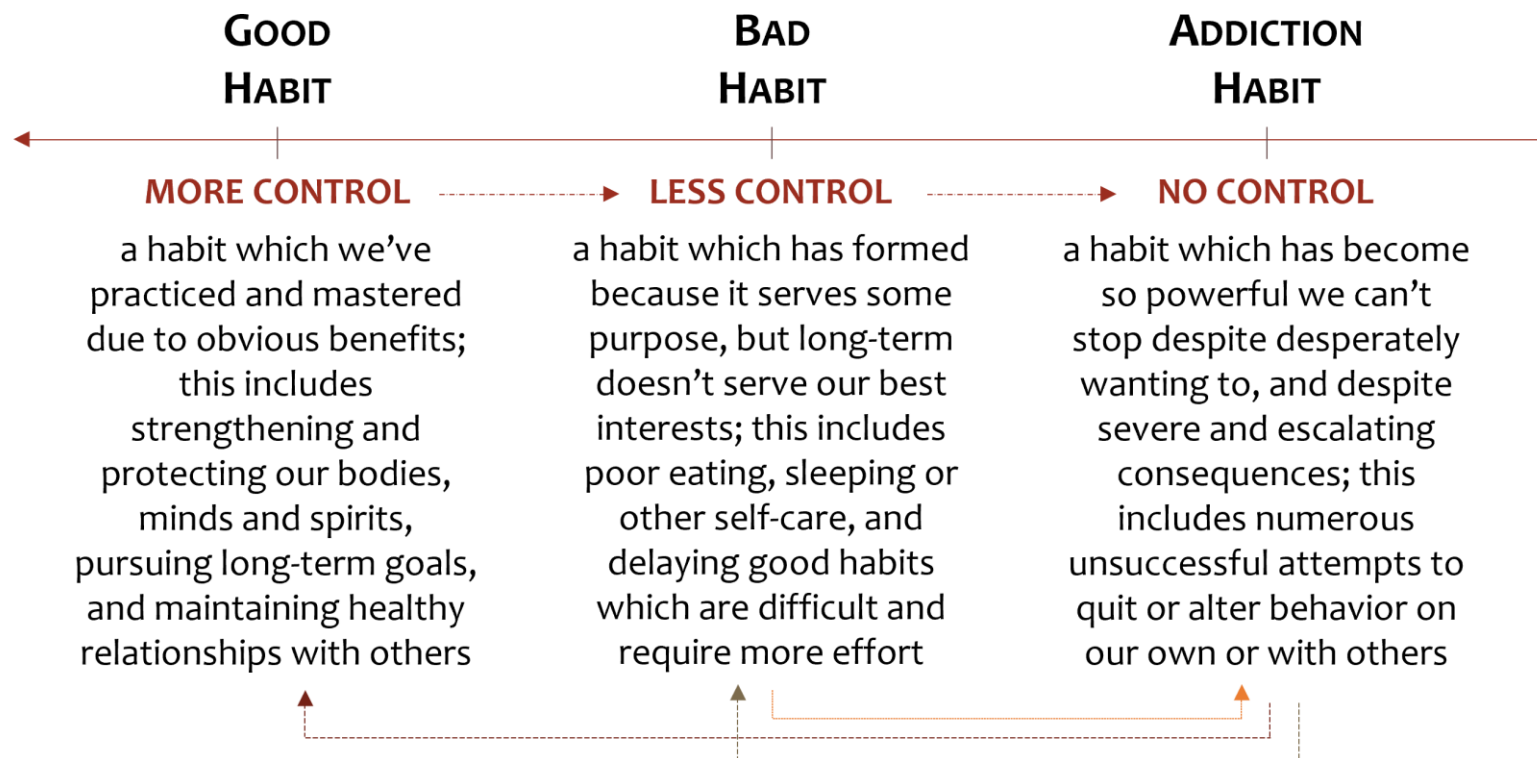 GOOD
HABIT
BAD
HABIT
ADDICTION
HABIT
MORE CONTROL
LESS CONTROL
NO CONTROL
a habit which we've
practiced and mastered
due to obvious benefits;
this includes
strengthening and
protecting our bodies,
minds and spirits,
pursuing long-term goals,
and maintaining healthy
relationships with others
a habit which has formed
because it serves some
purpose, but long-term
doesn't serve our best
interests; this includes
poor eating, sleeping or
other self-care, and
delaying good habits
which are difficult and
require more effort
a habit which has become
so powerful we can't
stop despite desperately
wanting to, and despite
severe and escalating
consequences; this
includes numerous
unsuccessful attempts to
quit or alter behavior on
our own or with others